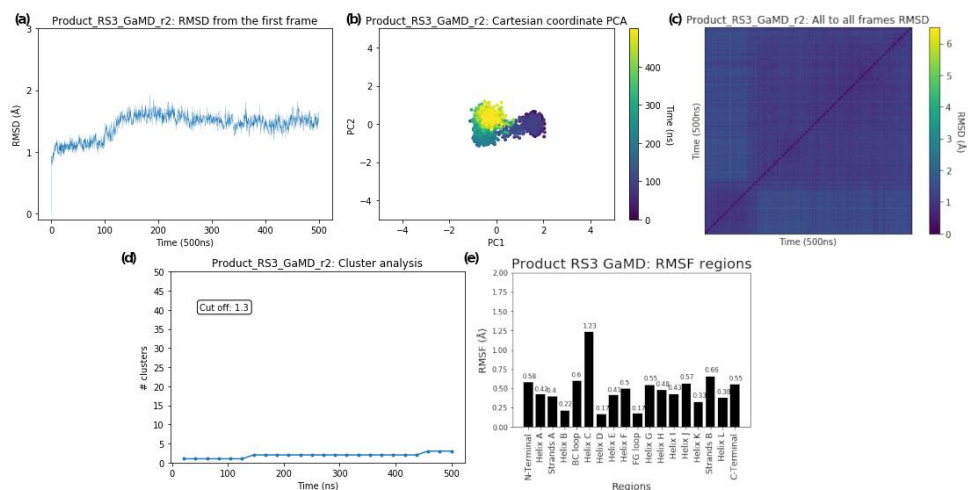 (a) Product_RS3_GaMD_r2: RMSD from the first frame
3
2
1
0
RMSD (Å)
0 100 200 300 400 500
Time (500ns)
(b) Product_RS3_GaMD_r2: Cartesian coordinate PCA
4
2
0
−2
−4
PC2
−4 −2 0 2 4
PC1
400
300
200
100
0
Time (ns)
(c) Product_RS3_GaMD_r2: All to all frames RMSD
Time (500ns)
Time (500ns)
6
5
4
3
2
1
0
RMSD (Å)
(d)
Product_RS3_GaMD_r2: Cluster analysis
Cut off: 1.3
50
45
40
35
30
25
20
15
10
5
0
# clusters
0 100 200 300 400 500
Time (ns)
(e) Product RS3 GaMD: RMSF regions
2.00
1.75
1.50
1.25
1.00
0.75
0.50
0.25
0.00
RMSF (Å)
0.58 0.42 0.4 0.22 0.6 1.23 0.17 0.41 0.5 0.17 0.55 0.48 0.43 0.57 0.33 0.66 0.38 0.55
N-Terminal
Helix A
Strands A
Helix B
BC loop
Helix C
Helix D
Helix E
Helix F
FG loop
Helix G
Helix H
Helix I
Helix J
Helix K
Strands B
Helix L
C-Terminal
Regions